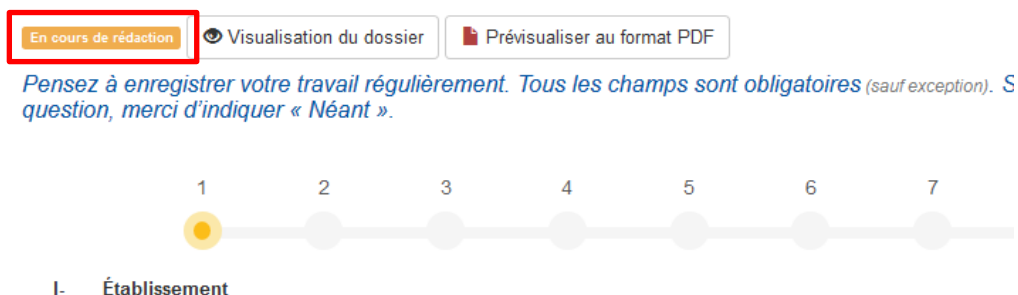 En cours de rédaction Visualisation du dossier Prévisualiser au format PDF
Pensez à enregistrer votre travail régulièrement. Tous les champs sont obligatoires (sauf exception). S
question, merci d’indiquer « Néant ».
1 2 3 4 5 6 7
I- Établissement